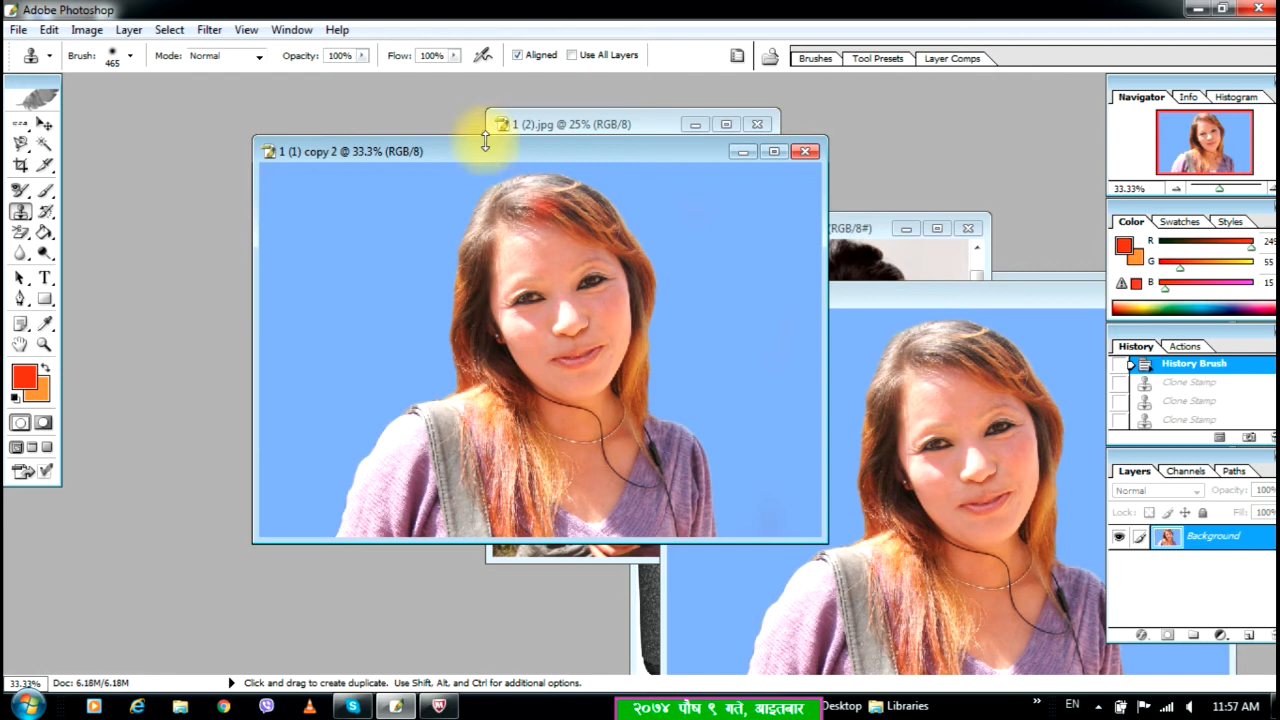 Adobe Photoshop
File Edit Image Layer Select Filter View Window Help
Brush: 465 Mode: Normal Opacity: 100% Flow: 100% Aligned Use All Layers Brushes Tool Presets Layer Comps
Navigator Info Histogram
1 (2).jpg @ 25% (RGB/8)
1 (1) copy 2 @ 33.3% (RGB/8)
33.33%
Color Swatches Styles
(RGB/8#)
R 249
G 55
B 15
History Actions
History Brush
Clone Stamp
Clone Stamp
Clone Stamp
Layers Channels Paths
Normal Opacity: 100%
Lock: Fill: 100%
Background
33.33% Doc: 6.18M/6.18M Click and drag to create duplicate. Use Shift, Alt, and Ctrl for additional options.
२०७४ पौष ९ गते, आइतबार Desktop Libraries » EN 11:57 AM